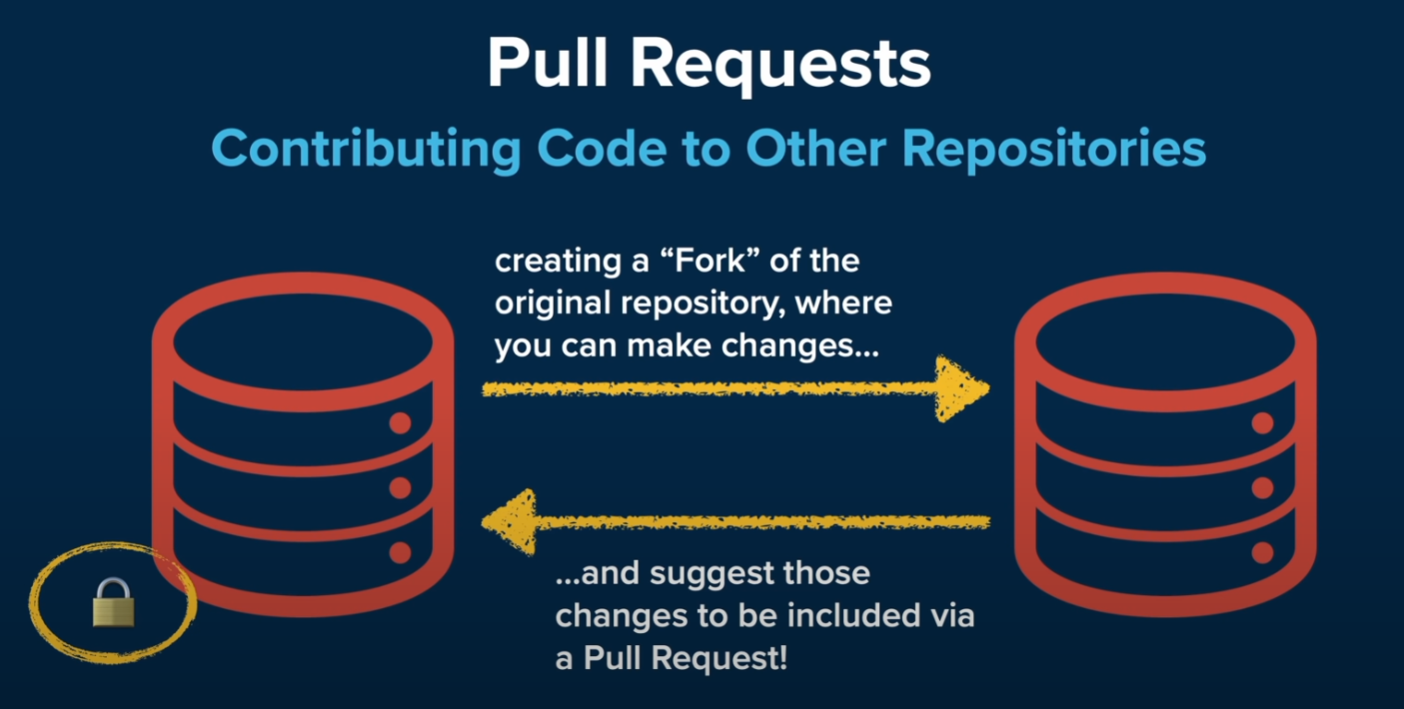 Pull Requests
Contributing Code to Other Repositories
creating a “Fork” of the
original repository, where
you can make changes...
...and suggest those
changes to be included via
a Pull Request!